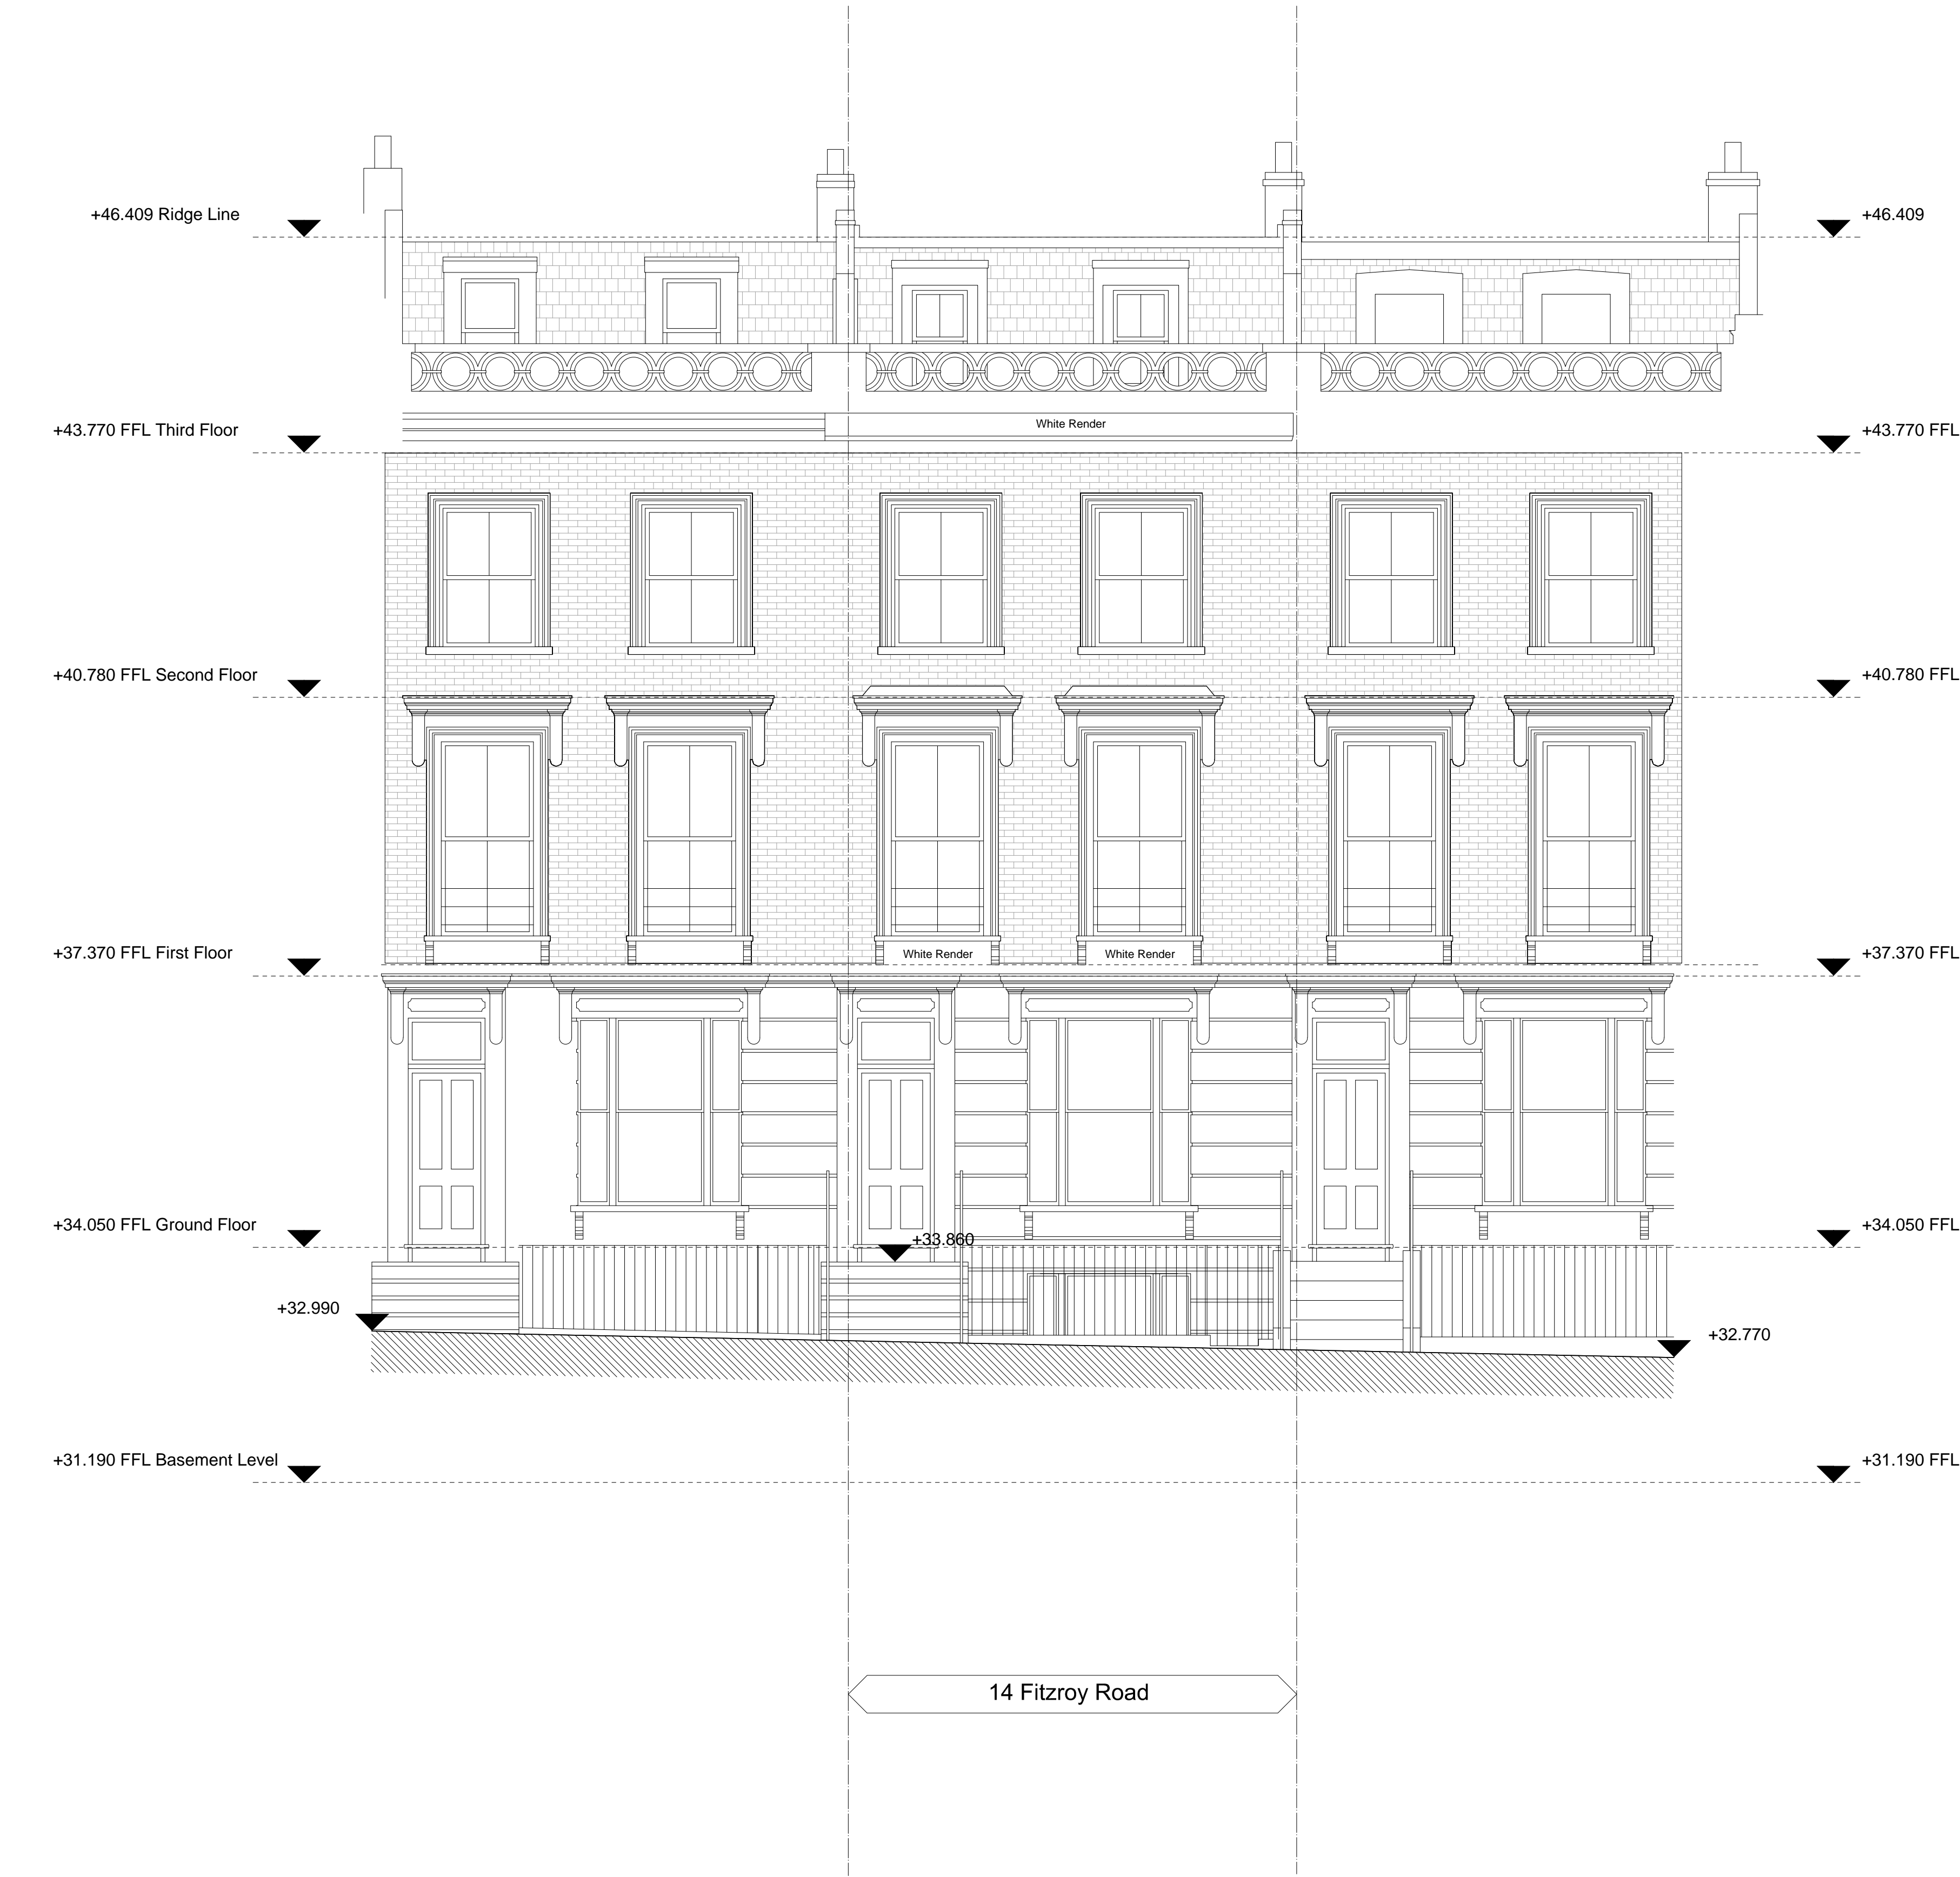 +46.409 Ridge Line
+46.409
White Render
+43.770 FFL Third Floor
+43.770 FFL
+40.780 FFL Second Floor
+40.780 FFL
+37.370 FFL First Floor
White Render
White Render
+37.370 FFL
+34.050 FFL Ground Floor
+34.050 FFL
+33.860
+32.990
+32.770
+31.190 FFL Basement Level
+31.190 FFL
14 Fitzroy Road